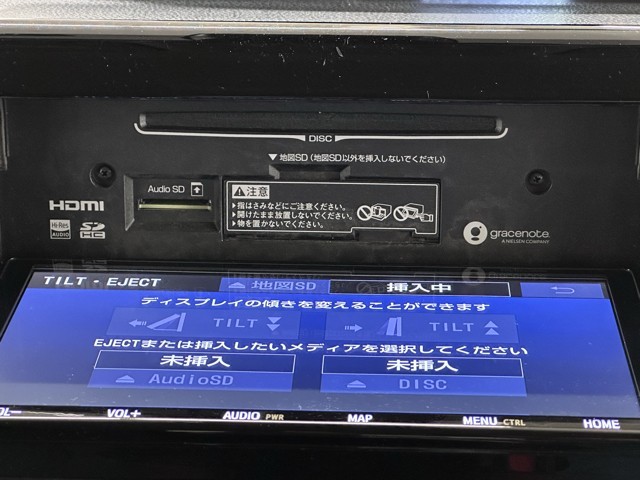 DISC
▼地図SD(地図SD以外を挿入しないでください)
Audio SD
⚠注意
▶指はさみなどにご注意ください。
▶開けたまま放置しないでください。
▶物を置かないでください。
HDMI
Hi-Res
AUDIO
SD
HC
gracenote.
A NIELSEN COMPANY
TILT・EJECT
⏏地図SD
挿入中
ディスプレイの傾きを変えることができます
TILT
TILT
EJECTまたは挿入したいメディアを選択してください
未挿入
未挿入
⏏AudioSD
⏏DISC
VOL+
AUDIO PWR
MAP
MENU CTRL
HOME